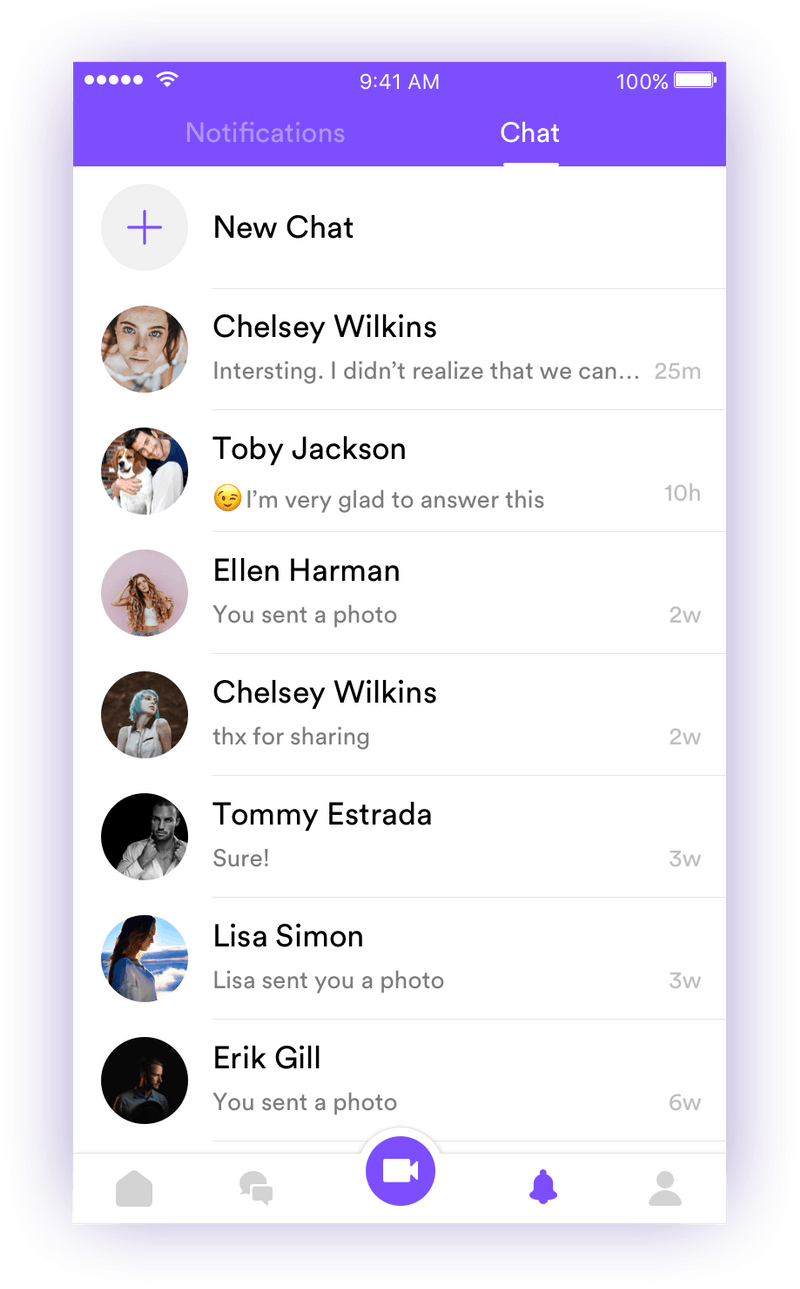 9:41 AM 100%
Notifications Chat
New Chat
Chelsey Wilkins
Intersting. I didn’t realize that we can... 25m
Toby Jackson
😉I’m very glad to answer this 10h
Ellen Harman
You sent a photo 2w
Chelsey Wilkins
thx for sharing 2w
Tommy Estrada
Sure! 3w
Lisa Simon
Lisa sent you a photo 3w
Erik Gill
You sent a photo 6w